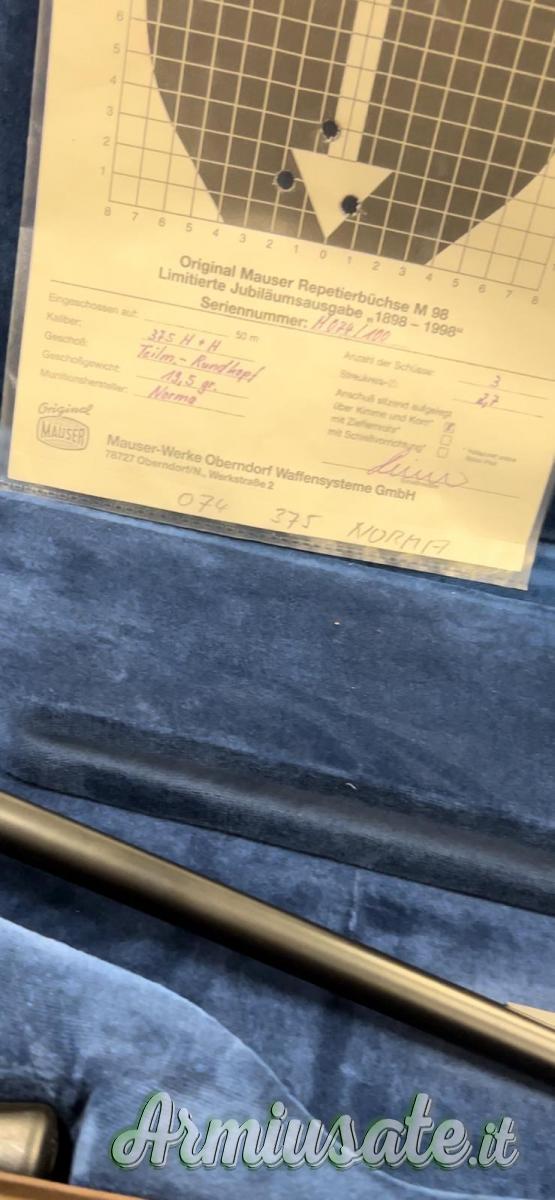 6
5
4
3
2
1
8 7 6 5 4 3 2 1 0 1 2 3 4 5 6 7 8
Original Mauser Repetierbüchse M 98
Limitierte Jubiläumsausgabe „1898 – 1998“
Seriennummer: H 074/100
Eingeschossen auf: 50 m
Kaliber: 375 H + H
Geschoß: Teilm. - Rundkopf
Geschoßgewicht: 19,5 gr.
Munitionshersteller: Norma
Anzahl der Schüsse: 3
Streukreis-∅: 2,7
Anschuß sitzend aufgelegt
über Kimme und Korn*
mit Zielfernrohr*
mit Schießvorrichtung*
Original
MAUSER
Mauser-Werke Oberndorf Waffensysteme GmbH
78727 Oberndorf/N., Werkstraße 2
074 375 NORMA
Armiusate.it